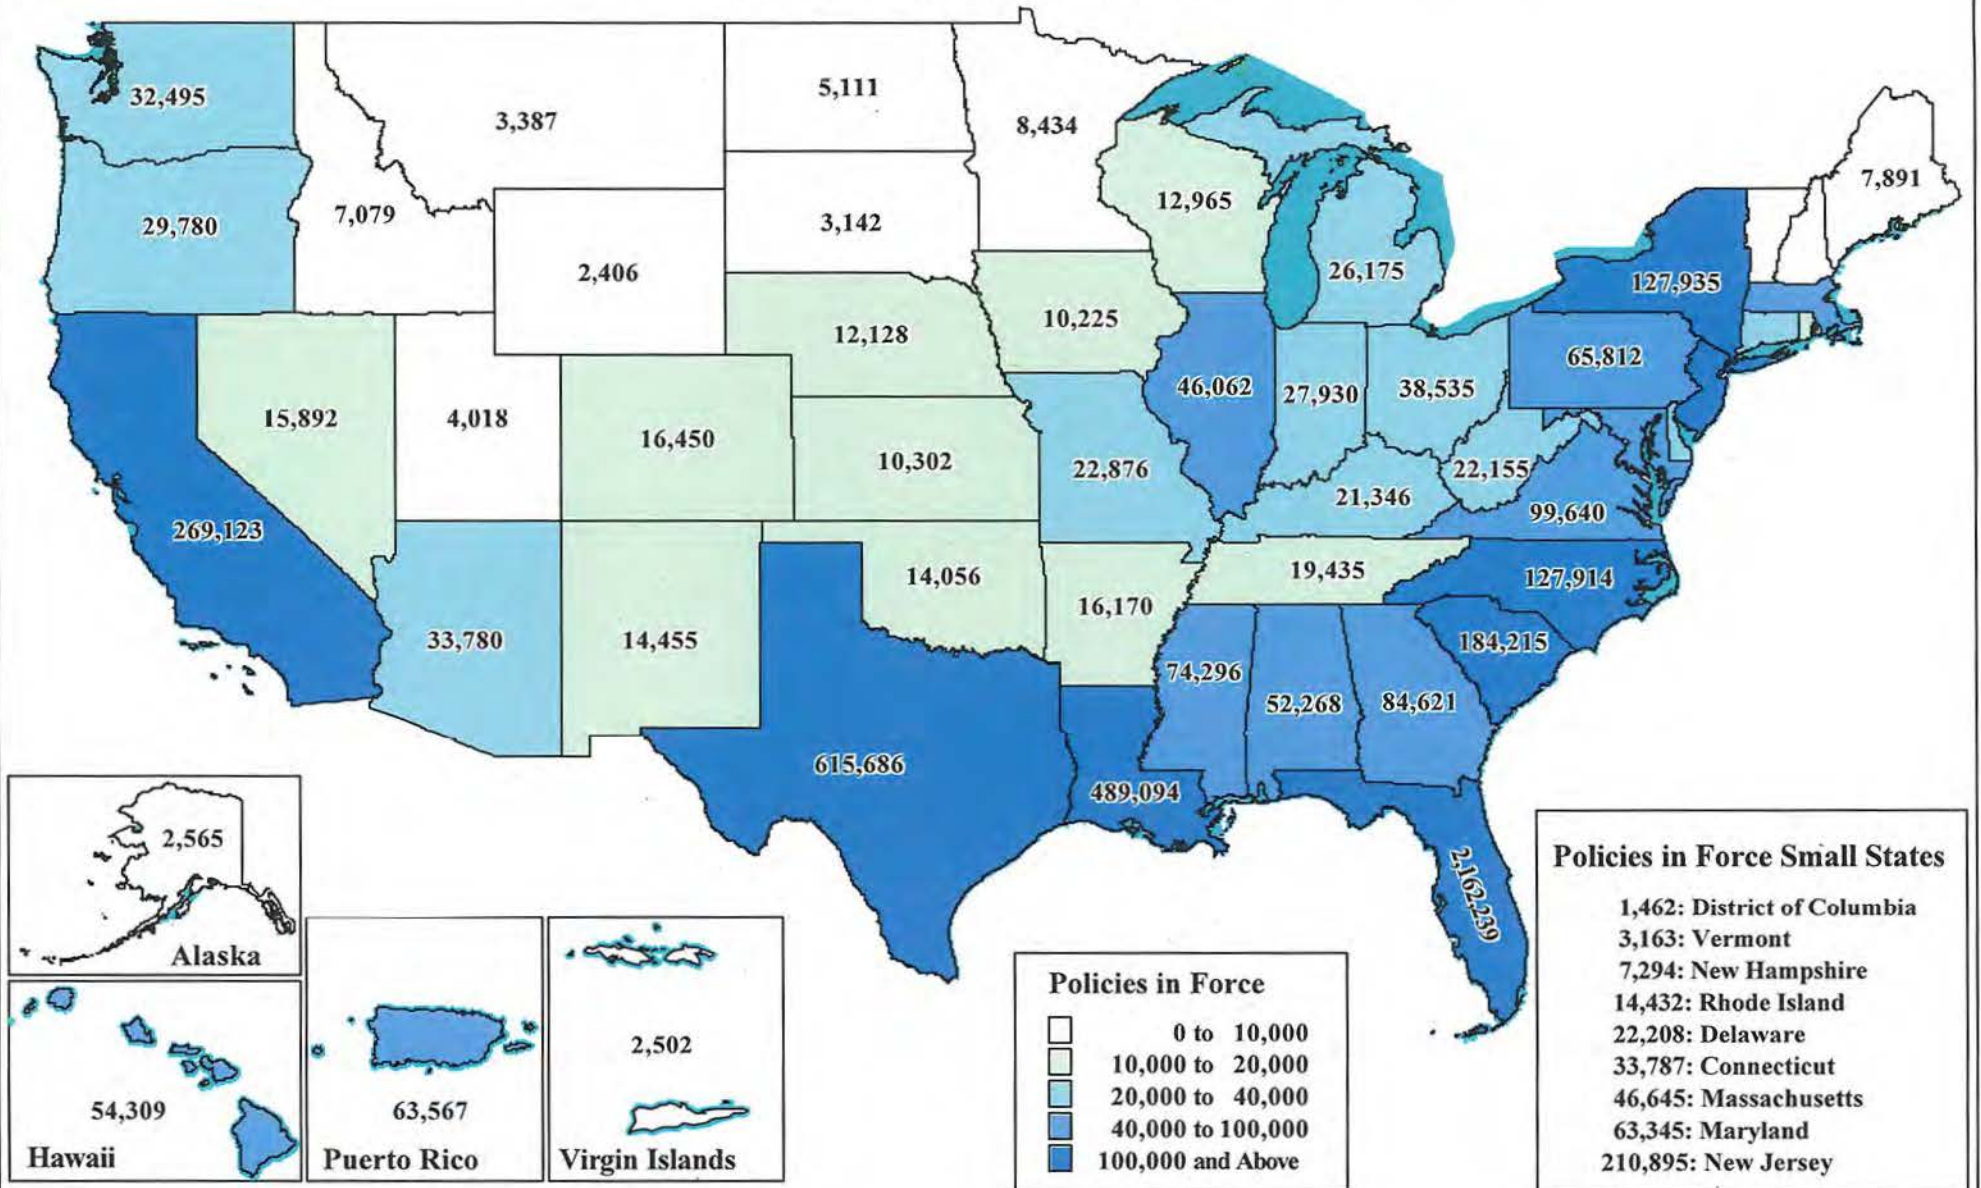 32,495
3,387
5,111
8,434
7,891
29,780
7,079
2,406
3,142
12,965
26,175
127,935
15,892
4,018
16,450
12,128
10,225
46,062
27,930
38,535
65,812
10,302
22,876
21,346
22,155
99,640
269,123
33,780
14,455
14,056
16,170
19,435
127,914
184,215
74,296
52,268
84,621
615,686
489,094
2,162,239
2,565
Alaska
54,309
Hawaii
63,567
Puerto Rico
2,502
Virgin Islands
Policies in Force
0 to 10,000
10,000 to 20,000
20,000 to 40,000
40,000 to 100,000
100,000 and Above
Policies in Force Small States
1,462: District of Columbia
3,163: Vermont
7,294: New Hampshire
14,432: Rhode Island
22,208: Delaware
33,787: Connecticut
46,645: Massachusetts
63,345: Maryland
210,895: New Jersey